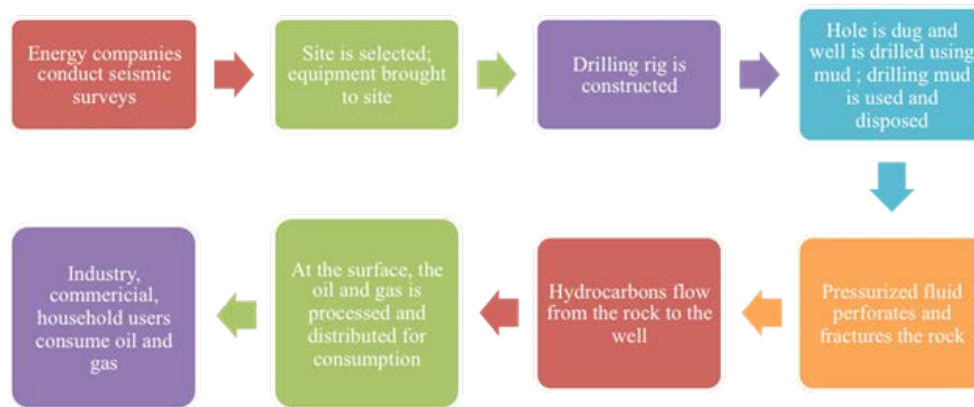 Energy companies
conduct seismic
surveys
Site is selected;
equipment brought
to site
Drilling rig is
constructed
Hole is dug and
well is drilled using
mud ; drilling mud
is used and
disposed
Pressurized fluid
perforates and
fractures the rock
Hydrocarbons flow
from the rock to the
well
At the surface, the
oil and gas is
processed and
distributed for
consumption
Industry,
commericial,
household users
consume oil and
gas